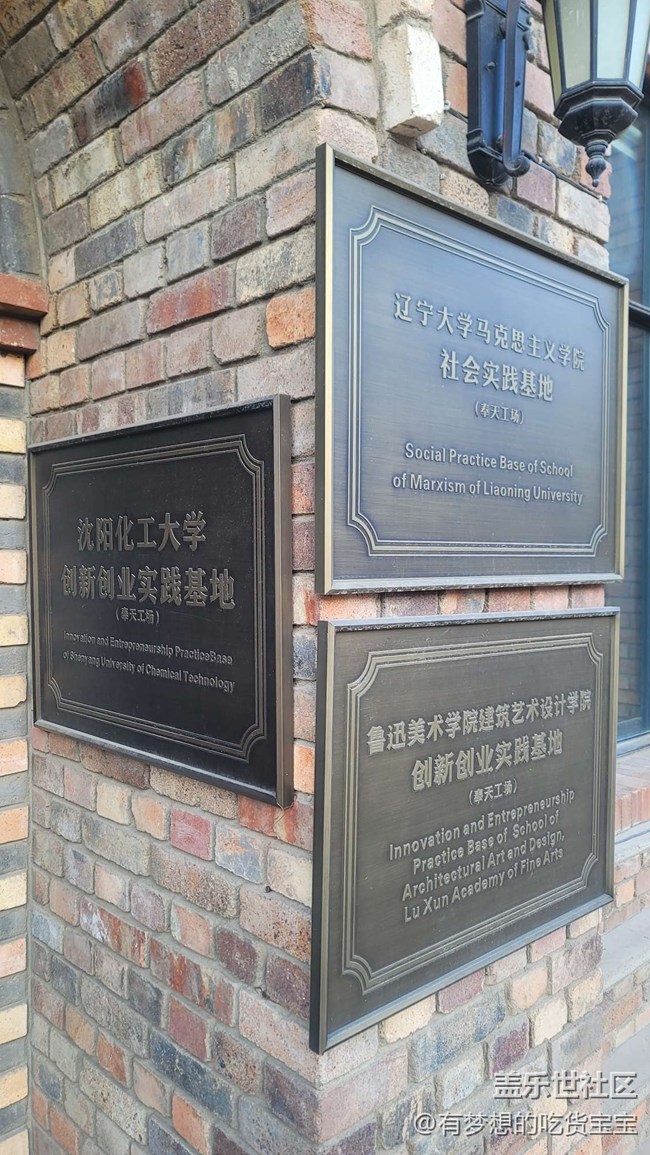 辽宁大学马克思主义学院
社会实践基地
（奉天工场）
Social Practice Base of School
of Marxism of Liaoning University
沈阳化工大学
创新创业实践基地
（奉天工场）
Innovation and Entrepreneurship PracticeBase
of Shenyang University of Chemical Technology
鲁迅美术学院建筑艺术设计学院
创新创业实践基地
（奉天工场）
Innovation and Entrepreneurship
Practice Base of School of
Architectural Art and Design,
Lu Xun Academy of Fine Arts
盖乐世社区
@有梦想的吃货宝宝